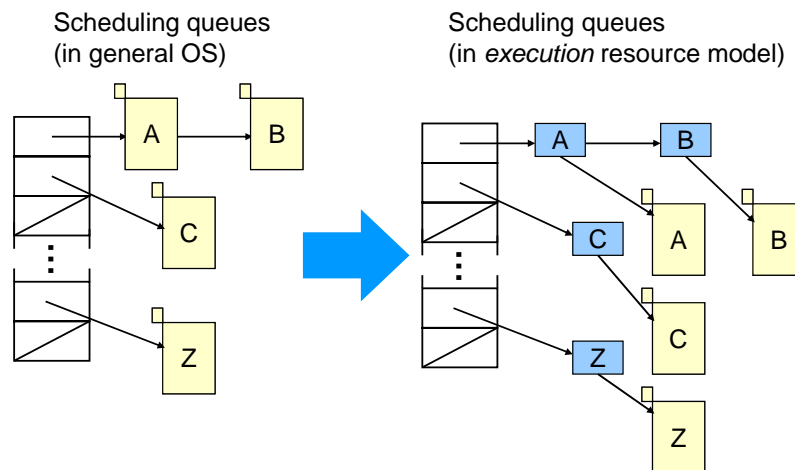 Scheduling queues
(in general OS)
A
B
C
⋮
Z
Scheduling queues
(in execution resource model)
A
B
A
B
C
⋮
C
Z
Z